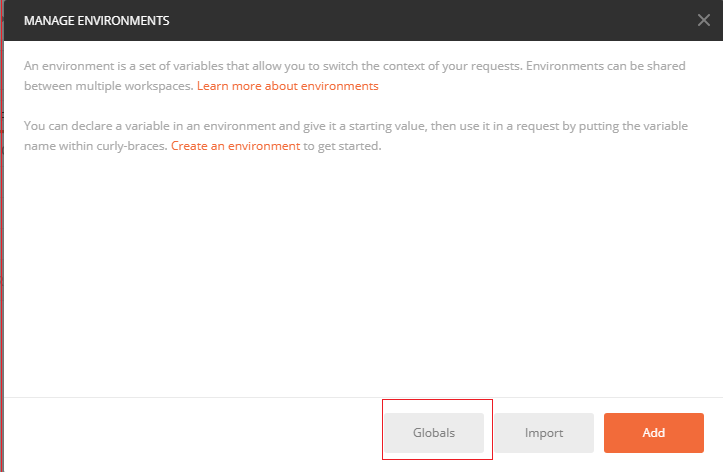 MANAGE ENVIRONMENTS
An environment is a set of variables that allow you to switch the context of your requests. Environments can be shared
between multiple workspaces. Learn more about environments
You can declare a variable in an environment and give it a starting value, then use it in a request by putting the variable
name within curly-braces. Create an environment to get started.
Globals
Import
Add